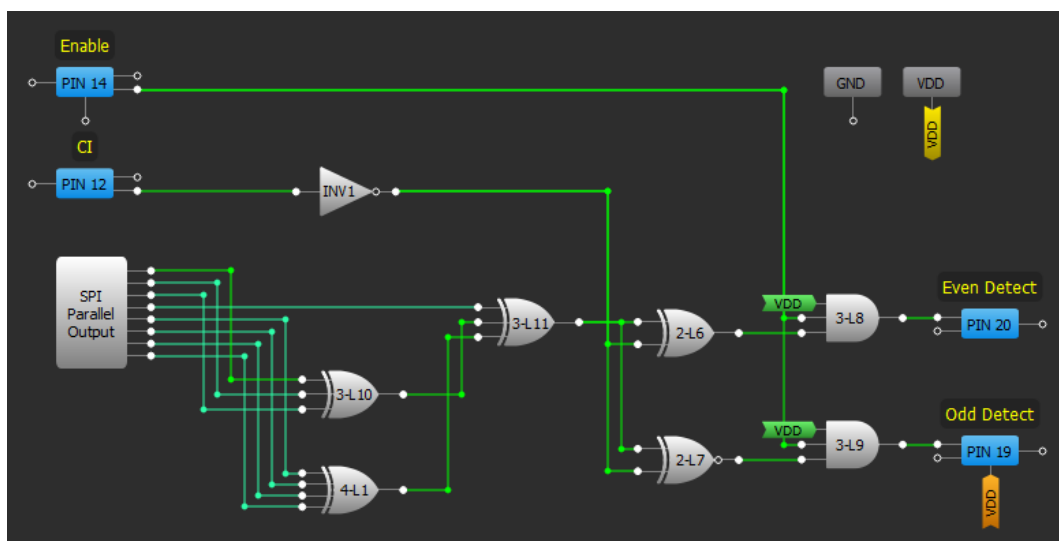 Enable
PIN 14
GND
VDD
VDD
CI
PIN 12
INV1
SPI
Parallel
Output
3-L11
2-L6
VDD
3-L8
Even Detect
PIN 20
3-L10
4-L1
2-L7
VDD
3-L9
Odd Detect
PIN 19
VDD